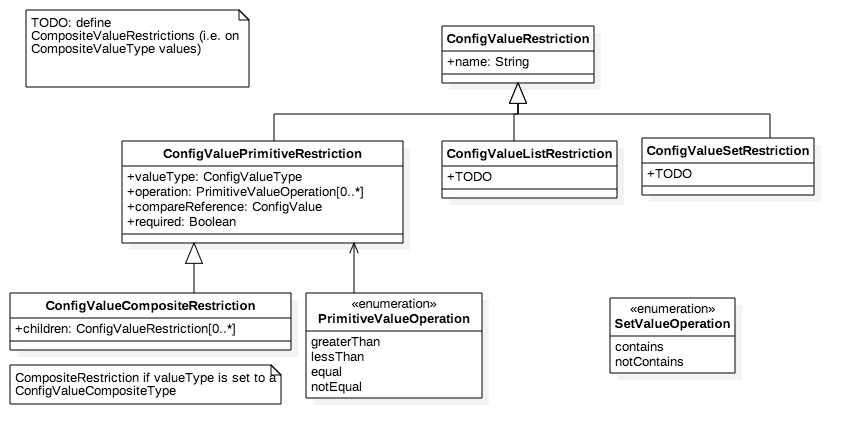 TODO: define
CompositeValueRestrictions (i.e. on
CompositeValueType values)
ConfigValueRestriction
+name: String
ConfigValuePrimitiveRestriction
+valueType: ConfigValueType
+operation: PrimitiveValueOperation[0..*]
+compareReference: ConfigValue
+required: Boolean
ConfigValueListRestriction
+TODO
ConfigValueSetRestriction
+TODO
ConfigValueCompositeRestriction
+children: ConfigValueRestriction[0..*]
«enumeration»
PrimitiveValueOperation
greaterThan
lessThan
equal
notEqual
«enumeration»
SetValueOperation
contains
notContains
CompositeRestriction if valueType is set to a
ConfigValueCompositeType